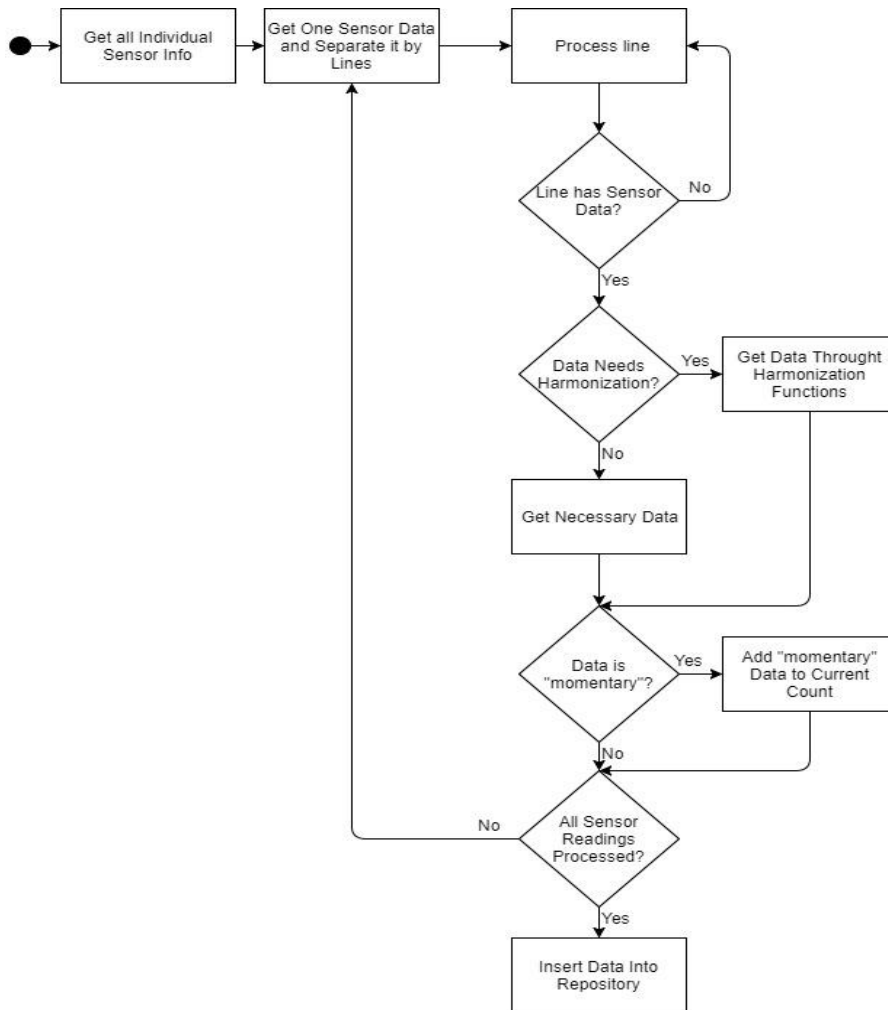 Get all Individual
Sensor Info
Get One Sensor Data
and Separate it by
Lines
Process line
Line has Sensor
Data?
No
Yes
Data Needs
Harmonization?
Yes
Get Data Throught
Harmonization
Functions
No
Get Necessary Data
Data is
"momentary"?
Yes
Add "momentary"
Data to Current
Count
No
All Sensor
Readings
Processed?
No
Yes
Insert Data Into
Repository